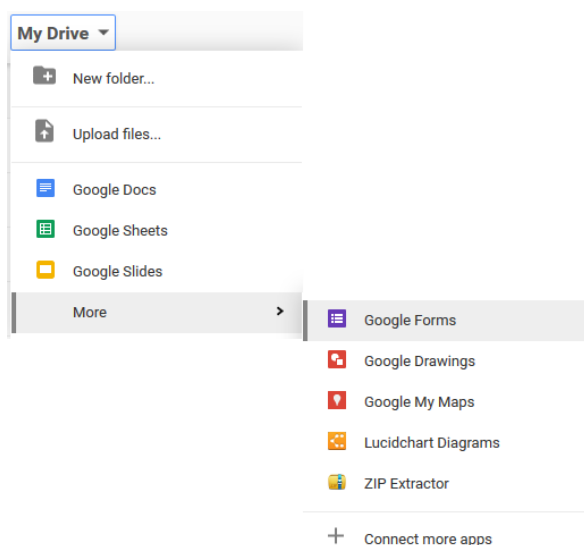 My Drive
New folder...
Upload files...
Google Docs
Google Sheets
Google Slides
More
Google Forms
Google Drawings
Google My Maps
Lucidchart Diagrams
ZIP Extractor
Connect more apps